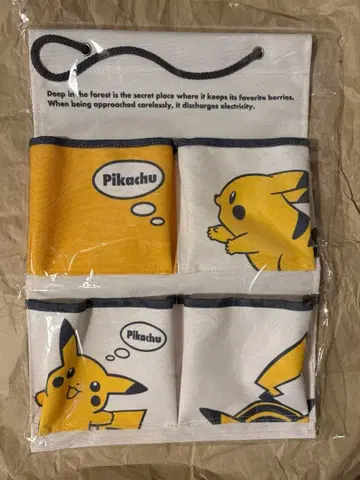 Deep in the forest is the secret place where it keeps its favorite berries.
When being approached carelessly, it discharges electricity.
Pikachu
Pikachu